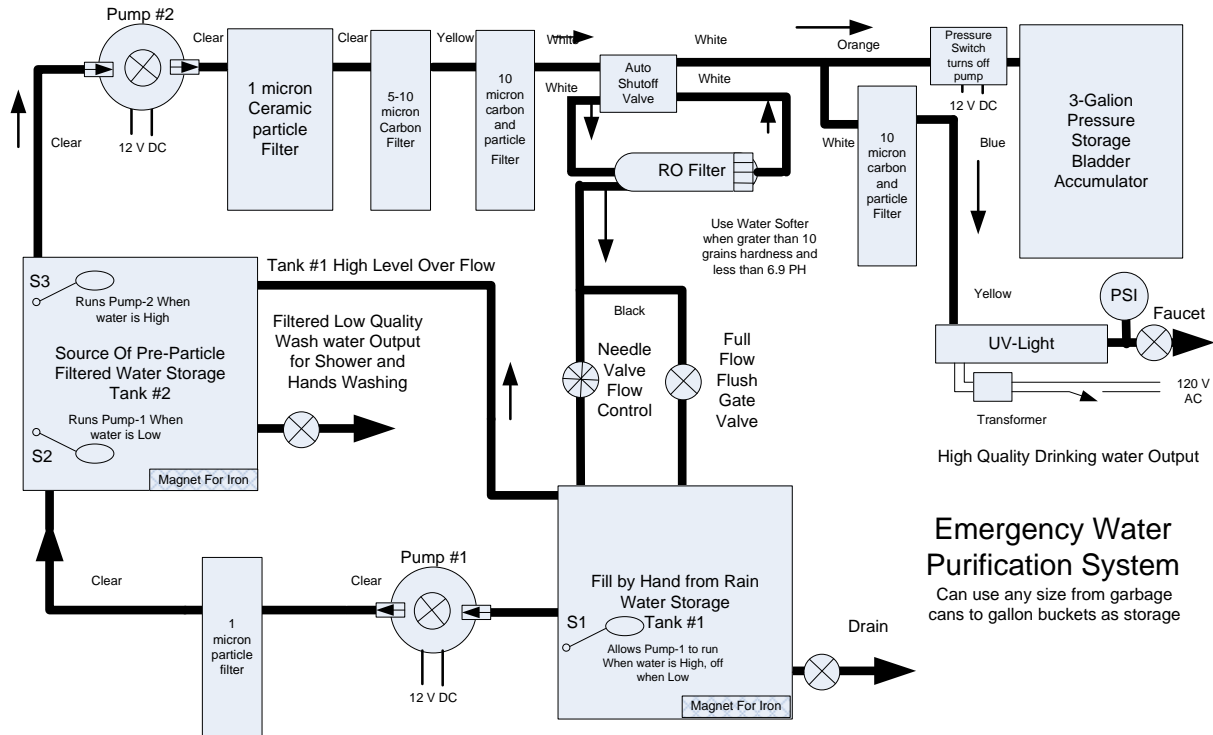 Pump #2
12 V DC
Clear
Clear
1 micron
Ceramic
particle
Filter
Clear
5-10
micron
Carbon
Filter
Yellow
10
micron
carbon
and
particle
Filter
White
White
Auto
Shutoff
Valve
White
White
RO Filter
Use Water Softer
when grater than 10
grains hardness and
less than 6.9 PH
Orange
White
10
micron
carbon
and
particle
Filter
Pressure
Switch
turns off
pump
12 V DC
Blue
3-Gallon
Pressure
Storage
Bladder
Accumulator
Yellow
UV-Light
PSI
Faucet
Transformer
120 V
AC
High Quality Drinking water Output
S3
Runs Pump-2 When
water is High
Source Of Pre-Particle
Filtered Water Storage
Tank #2
Runs Pump-1 When
water is Low
S2
Magnet For Iron
Tank #1 High Level Over Flow
Filtered Low Quality
Wash water Output
for Shower and
Hands Washing
Black
Needle
Valve
Flow
Control
Full
Flow
Flush
Gate
Valve
Clear
1
micron
particle
filter
Clear
Pump #1
12 V DC
Fill by Hand from Rain
Water Storage
Tank #1
S1
Allows Pump-1 to run
When water is High, off
when Low
Magnet For Iron
Drain
Emergency Water
Purification System
Can use any size from garbage
cans to gallon buckets as storage